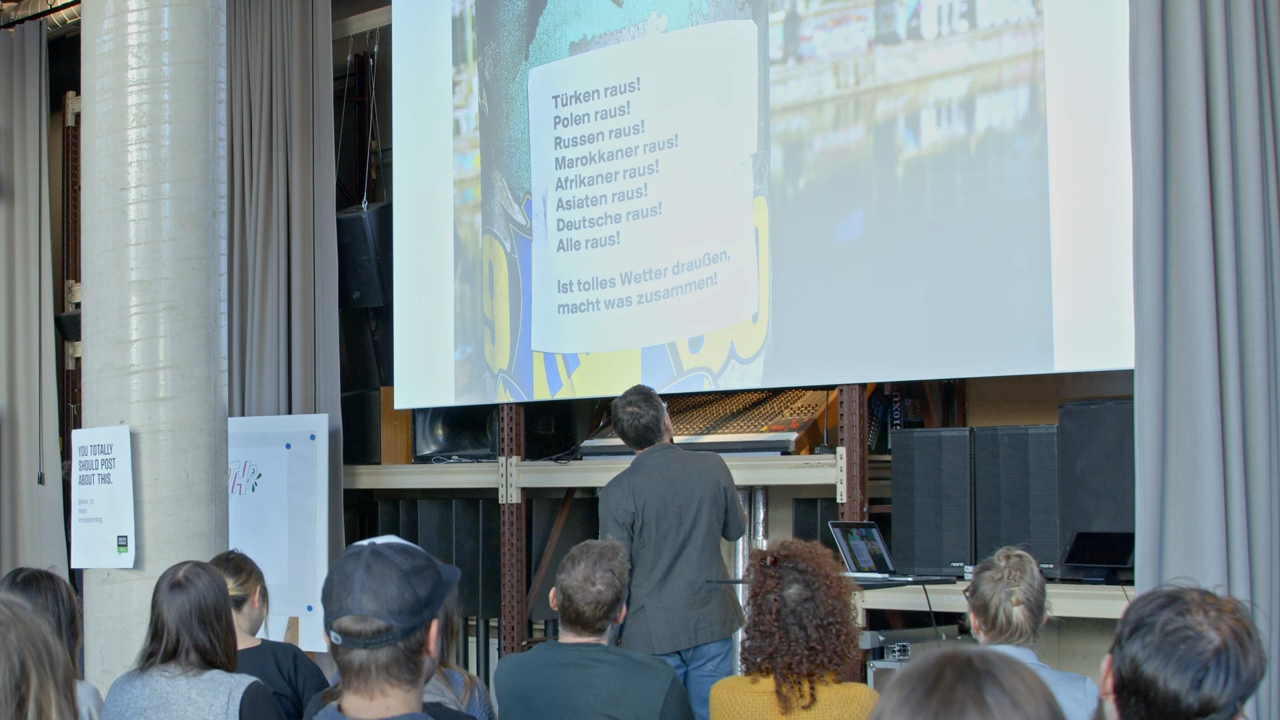 Türken raus!
Polen raus!
Russen raus!
Marokkaner raus!
Afrikaner raus!
Asiaten raus!
Deutsche raus!
Alle raus!
Ist tolles Wetter draußen,
macht was zusammen!
YOU TOTALLY
SHOULD POST
ABOUT THIS.